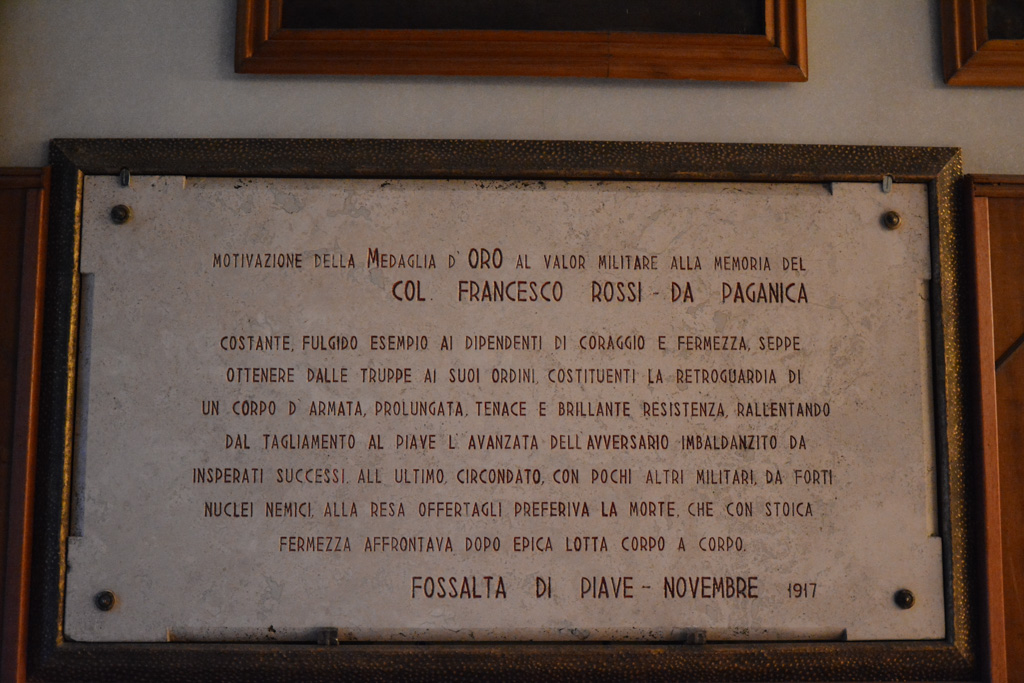 MOTIVAZIONE DELLA MEDAGLIA D' ORO AL VALOR MILITARE ALLA MEMORIA DEL
COL. FRANCESCO ROSSI - DA PAGANICA
COSTANTE, FULGIDO ESEMPIO AI DIPENDENTI DI CORAGGIO E FERMEZZA, SEPPE
OTTENERE DALLE TRUPPE AI SUOI ORDINI, COSTITUENTI LA RETROGUARDIA DI
UN CORPO D' ARMATA, PROLUNGATA, TENACE E BRILLANTE RESISTENZA, RALLENTANDO
DAL TAGLIAMENTO AL PIAVE L' AVANZATA DELL'AVVERSARIO IMBALDANZITO DA
INSPERATI SUCCESSI. ALL ULTIMO, CIRCONDATO, CON POCHI ALTRI MILITARI, DA FORTI
NUCLEI NEMICI, ALLA RESA OFFERTAGLI PREFERIVA LA MORTE, CHE CON STOICA
FERMEZZA AFFRONTAVA DOPO EPICA LOTTA CORPO A CORPO.
FOSSALTA DI PIAVE - NOVEMBRE 1917